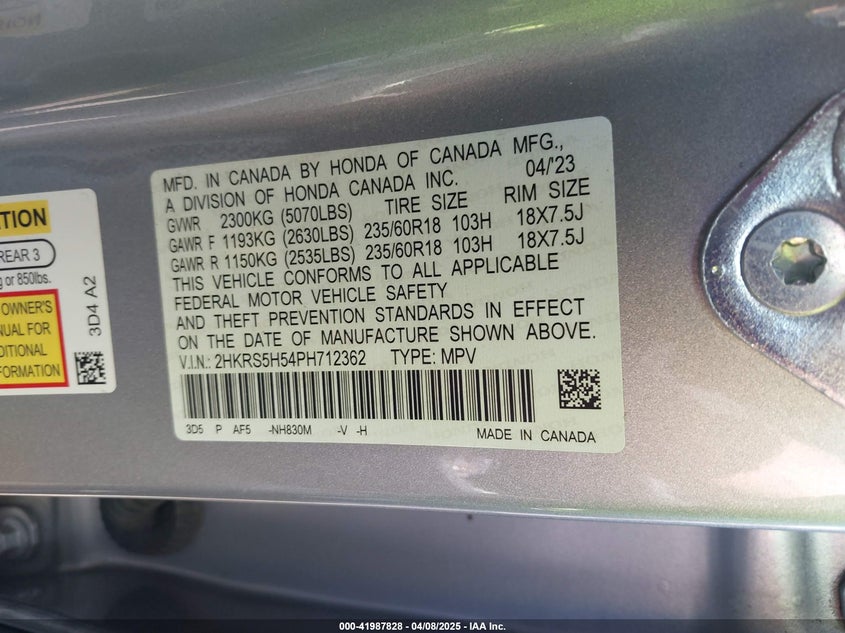 TION
REAR 3
g or 850lbs.
OWNER'S
NUAL FOR
DITIONAL
FORMATION
3D4 A2
MFD. IN CANADA BY HONDA OF CANADA MFG.,
A DIVISION OF HONDA CANADA INC. 04/'23
GVWR 2300KG (5070LBS) TIRE SIZE RIM SIZE
GAWR F 1193KG (2630LBS) 235/60R18 103H 18X7.5J
GAWR R 1150KG (2535LBS) 235/60R18 103H 18X7.5J
THIS VEHICLE CONFORMS TO ALL APPLICABLE
FEDERAL MOTOR VEHICLE SAFETY
AND THEFT PREVENTION STANDARDS IN EFFECT
ON THE DATE OF MANUFACTURE SHOWN ABOVE.
V.I.N.: 2HKRS5H54PH712362 TYPE: MPV
3D5 P AF5 -NH830M -V -H MADE IN CANADA
000-41987828 - 04/08/2025 - IAA Inc.